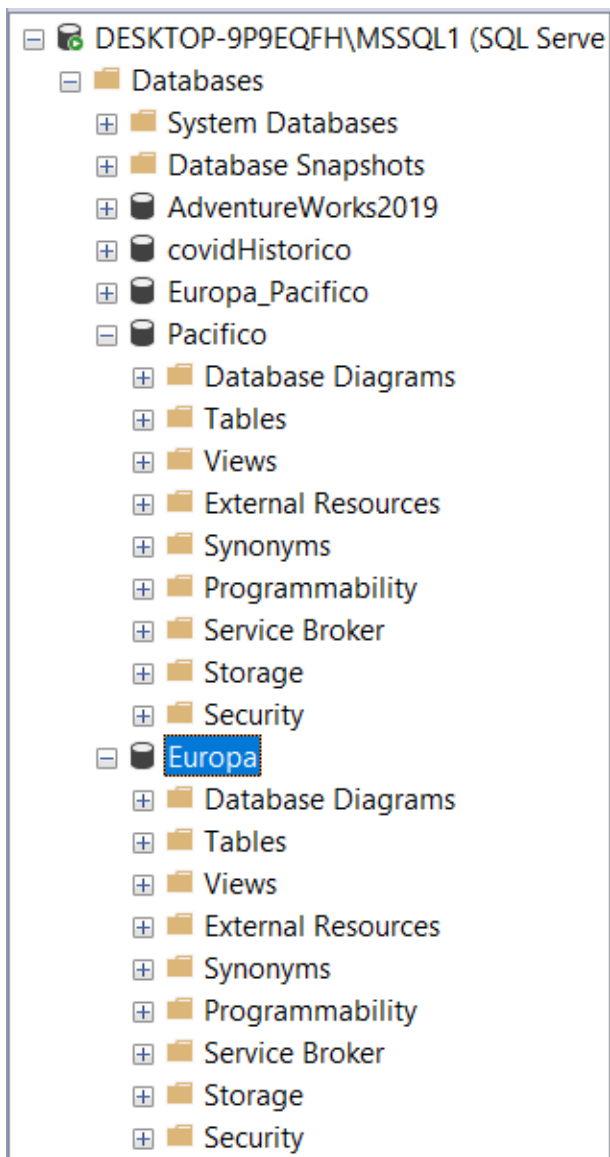 DESKTOP-9P9EQFH\MSSQL1 (SQL Serve
Databases
System Databases
Database Snapshots
AdventureWorks2019
covidHistorico
Europa_Pacifico
Pacifico
Database Diagrams
Tables
Views
External Resources
Synonyms
Programmability
Service Broker
Storage
Security
Europa
Database Diagrams
Tables
Views
External Resources
Synonyms
Programmability
Service Broker
Storage
Security